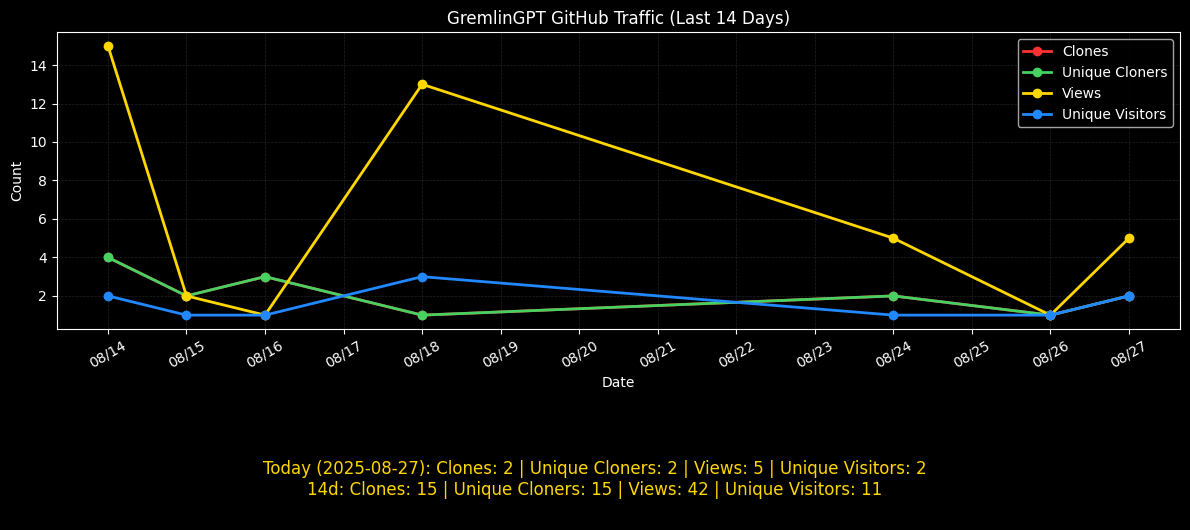 GremlinGPT GitHub Traffic (Last 14 Days)
Clones
Unique Cloners
Views
Unique Visitors
Count
14
12
10
8
6
4
2
08/14 08/15 08/16 08/17 08/18 08/19 08/20 08/21 08/22 08/23 08/24 08/25 08/26 08/27
Date
Today (2025-08-27): Clones: 2 | Unique Cloners: 2 | Views: 5 | Unique Visitors: 2
14d: Clones: 15 | Unique Cloners: 15 | Views: 42 | Unique Visitors: 11